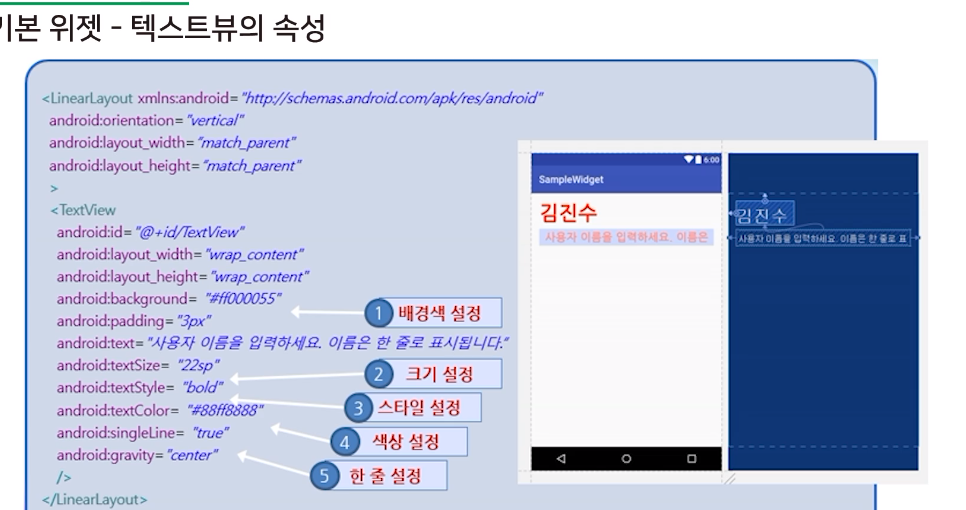 기본 위젯 - 텍스트뷰의 속성
<LinearLayout xmlns:android="http://schemas.android.com/apk/res/android"
android:orientation="vertical"
android:layout_width="match_parent"
android:layout_height="match_parent"
>
<TextView
android:id="@+id/TextView"
android:layout_width="wrap_content"
android:layout_height="wrap_content"
android:background= "#ff000055"
android:padding="3px"
android:text="사용자 이름을 입력하세요. 이름은 한 줄로 표시됩니다."
android:textSize= "22sp"
android:textStyle= "bold"
android:textColor= "#88ff8888"
android:singleLine= "true"
android:gravity="center"
/>
</LinearLayout>
1 배경색 설정
2 크기 설정
3 스타일 설정
4 색상 설정
5 한 줄 설정
6:00
SampleWidget
김진수
사용자 이름을 입력하세요. 이름은
김진수
사용자 이름을 입력하세요. 이름은 한 줄로 표